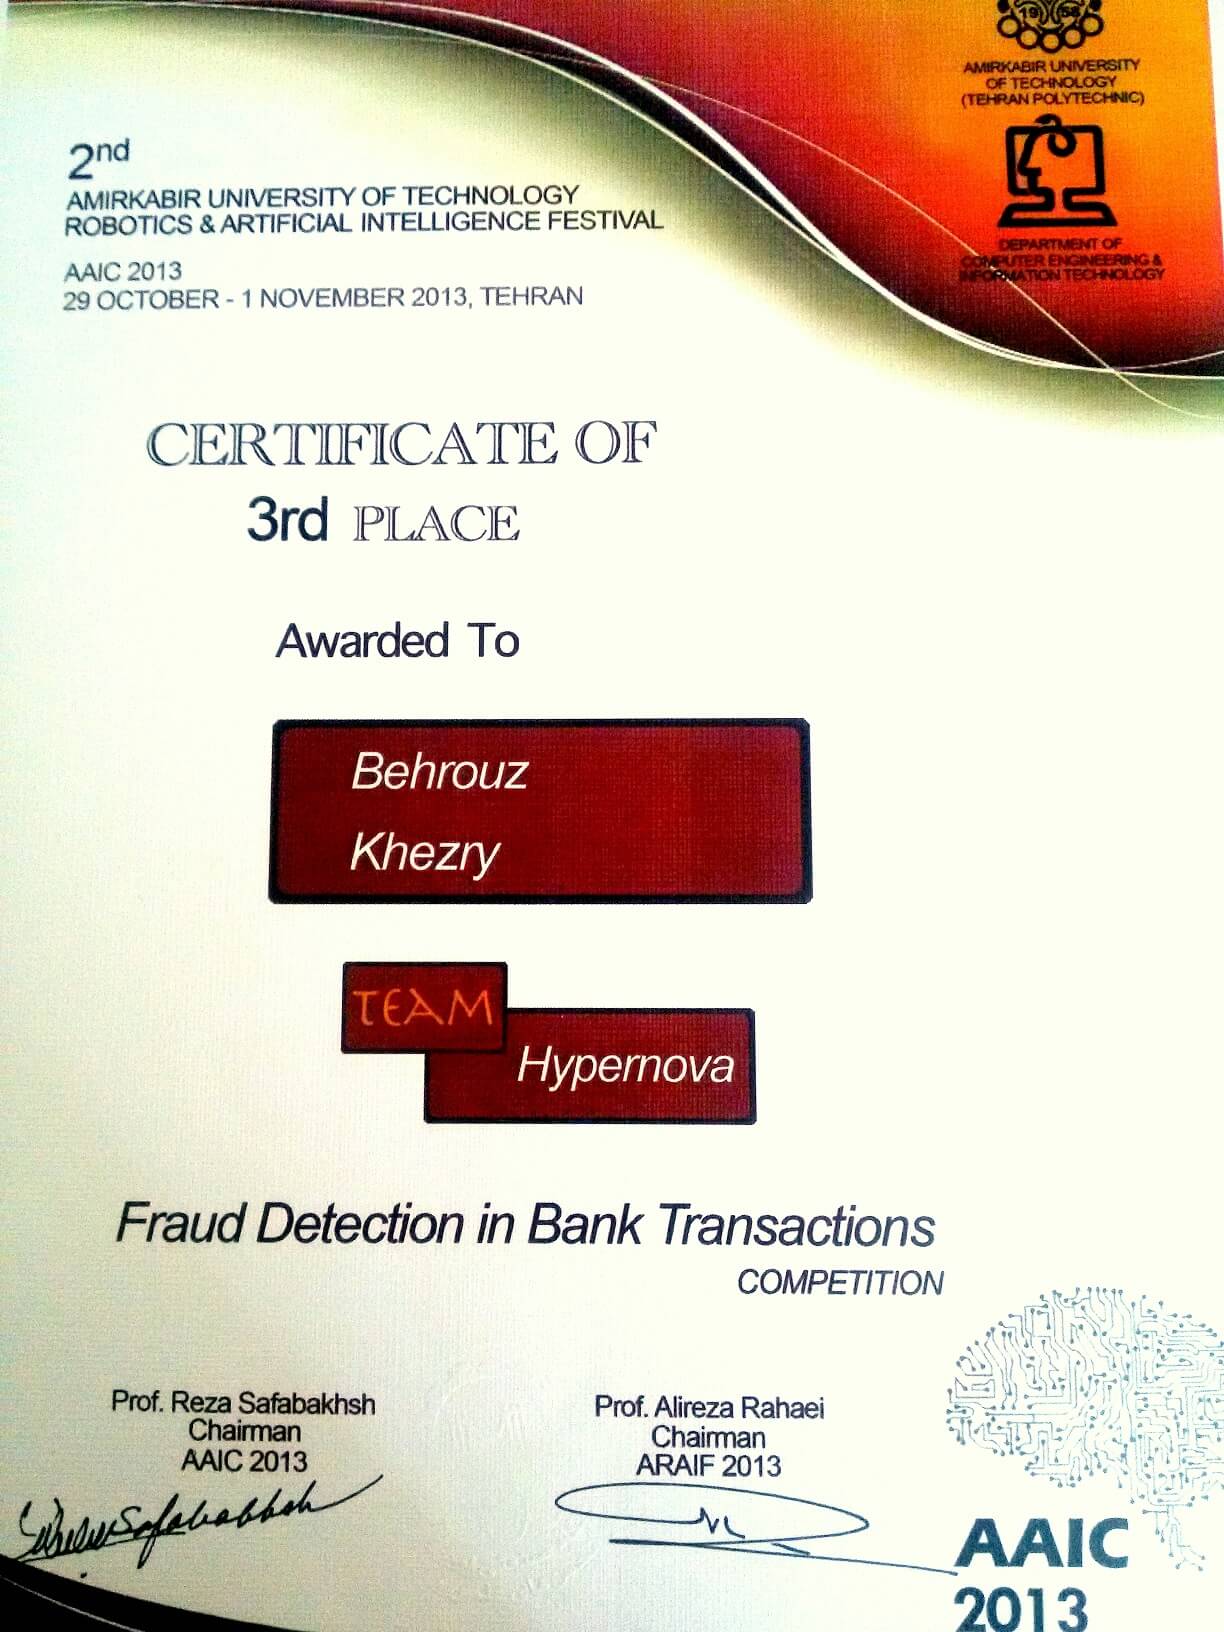 19 58
AMIRKABIR UNIVERSITY
OF TECHNOLOGY
(TEHRAN POLYTECHNIC)
DEPARTMENT OF
COMPUTER ENGINEERING &
INFORMATION TECHNOLOGY
2nd
AMIRKABIR UNIVERSITY OF TECHNOLOGY
ROBOTICS & ARTIFICIAL INTELLIGENCE FESTIVAL
AAIC 2013
29 OCTOBER - 1 NOVEMBER 2013, TEHRAN
CERTIFICATE OF
3rd PLACE
Awarded To
Behrouz
Khezry
TEAM
Hypernova
Fraud Detection in Bank Transactions
COMPETITION
Prof. Reza Safabakhsh
Chairman
AAIC 2013
Prof. Alireza Rahaei
Chairman
ARAIF 2013
Safabakhsh
AAIC
2013